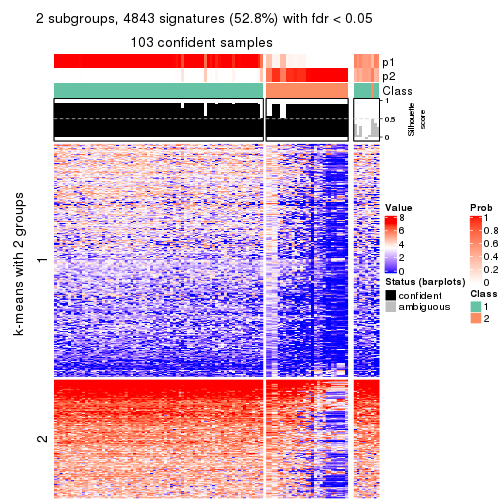 2 subgroups, 4843 signatures (52.8%) with fdr < 0.05
103 confident samples
p1
p2
Class
1
0.5
0
Silhouette
score
k-means with 2 groups
1
2
Value
8
6
4
2
0
Status (barplots)
confident
ambiguous
Prob
1
0.8
0.6
0.4
0.2
0
Class
1
2